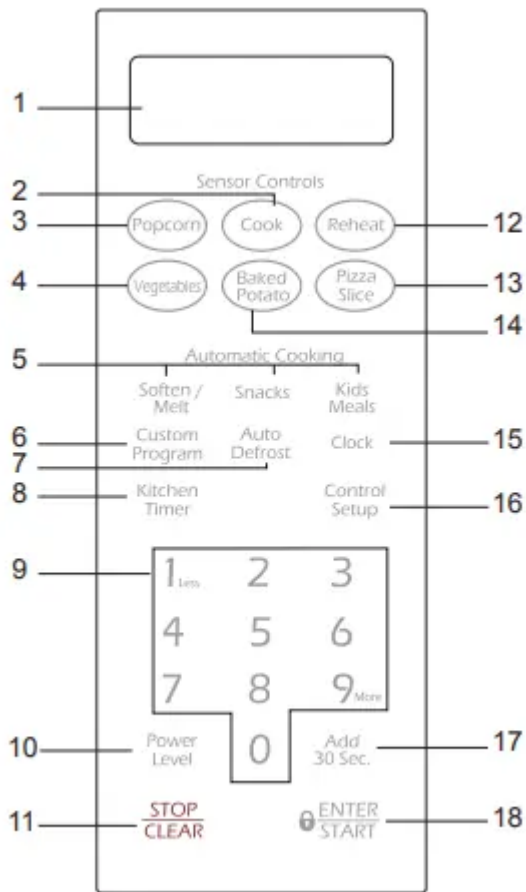 1
Sensor Controls
2
3 Popcorn Cook Reheat 12
4 Vegetables Baked Potato Pizza Slice 13
14
5 Automatic Cooking
Soften / Melt Snacks Kids Meals
6 Custom Program Auto Defrost Clock 15
7
8 Kitchen Timer Control Setup 16
9 1 Less 2 3
4 5 6
7 8 9 More
10 Power Level 0 Add 30 Sec. 17
11 STOP CLEAR ENTER START 18